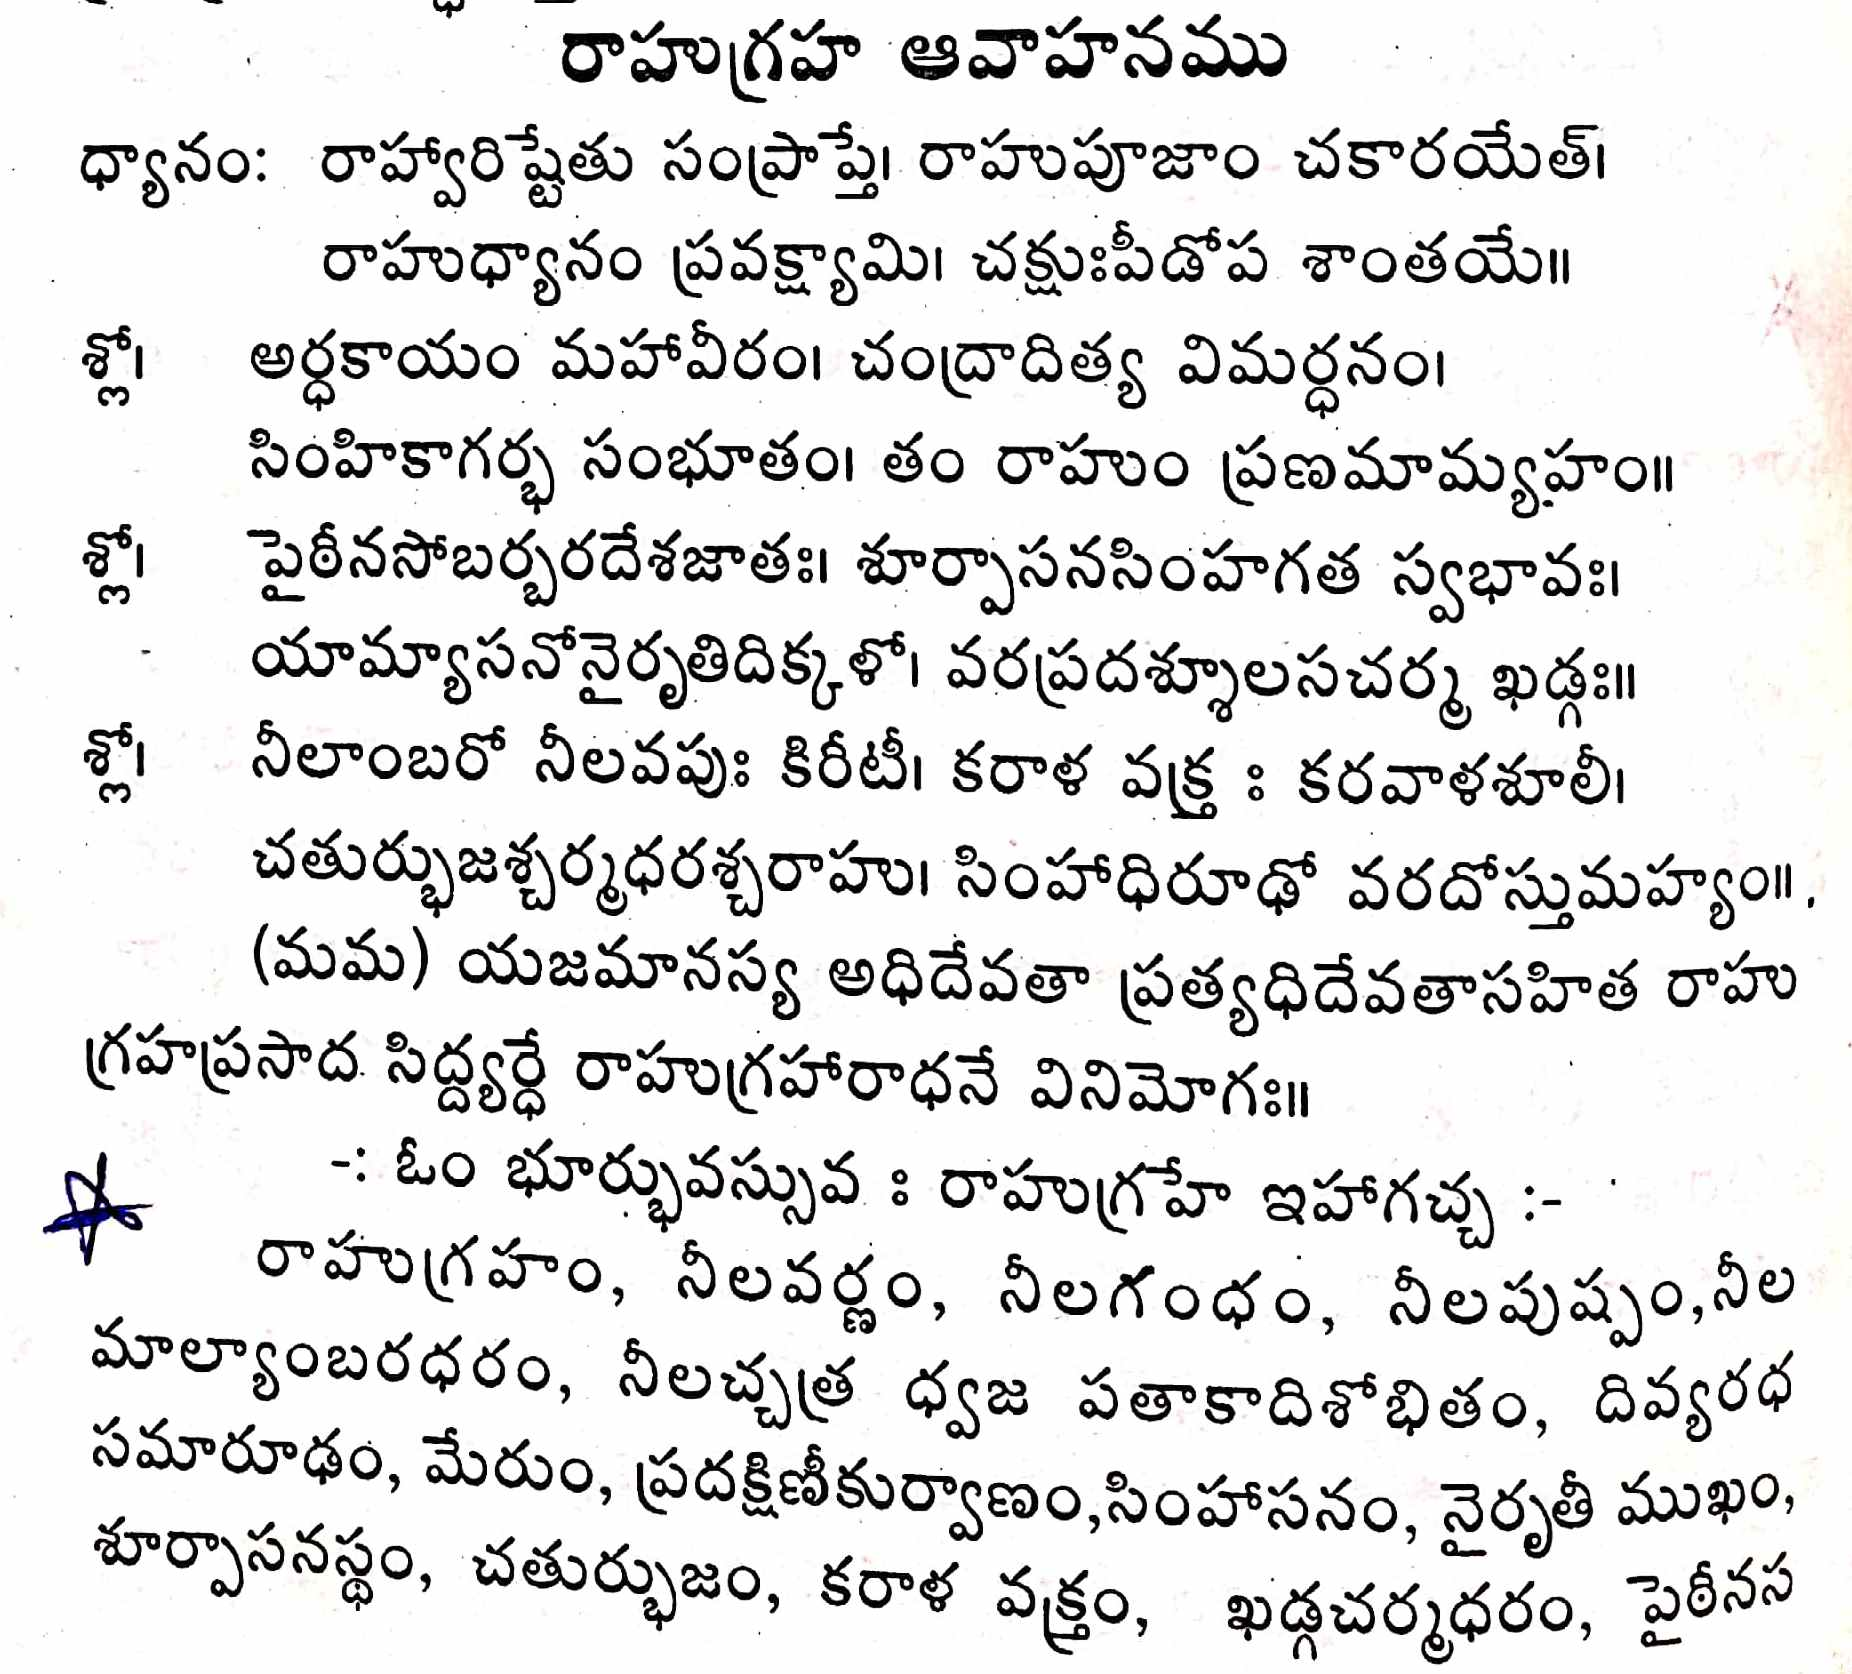 రాహుగ్రహ ఆవాహనము
ధ్యానం: రాహ్వారిష్టేతు సంప్రాప్తే। రాహుపూజాం చకారయేత్।
రాహుధ్యానం ప్రవక్ష్యామి। చక్షుఃపీడోప శాంతయే॥
శ్లో। అర్ధకాయం మహావీరం। చంద్రాదిత్య విమర్ధనం।
సింహికాగర్భ సంభూతం। తం రాహుం ప్రణమామ్యహం॥
శ్లో। పైఠీనసోబర్బరదేశజాతః। శూర్పాసనసింహగత స్వభావః।
యామ్యాసనోనైరృతిదిక్కళో। వరప్రదశ్శూలసచర్మ ఖడ్గః॥
శ్లో। నీలాంబరో నీలవపుః కిరీటీ। కరాళ వక్త్ర ః కరవాళశూలీ।
చతుర్భుజశ్చర్మధరశ్చరాహు। సింహాధిరూఢో వరదోస్తుమహ్యం॥.
(మమ) యజమానస్య అధిదేవతా ప్రత్యధిదేవతాసహిత రాహు
గ్రహప్రసాద సిద్ధ్యర్ధే రాహుగ్రహారాధనే వినిమోగః॥
-: ఓం భూర్భువస్సువ ః రాహుగ్రహే ఇహాగచ్చ :-
రాహుగ్రహం, నీలవర్ణం, నీలగంధం, నీలపుష్పం,నీల
మాల్యాంబరధరం, నీలచ్చత్ర ధ్వజ పతాకాదిశోభితం, దివ్యరధ
సమారూఢం, మేరుం, ప్రదక్షిణీకుర్వాణం,సింహాసనం, నైరృతీ ముఖం,
శూర్పాసనస్థం, చతుర్భుజం, కరాళ వక్త్రం, ఖడ్గచర్మధరం, పైఠీనస